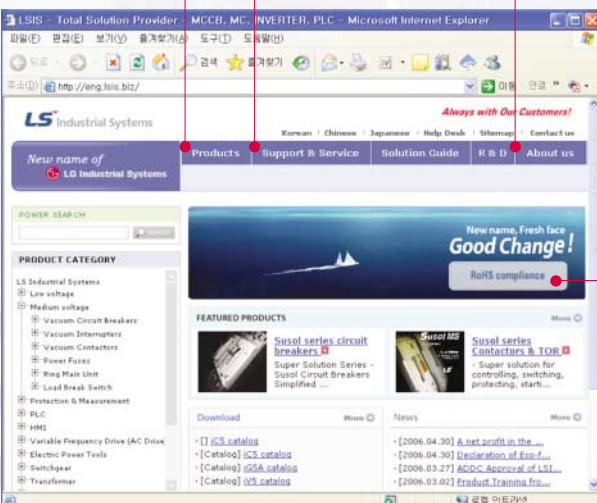 LSIS - Total Solution Provider - MCCB, MC, INVERTER, PLC - Microsoft Internet Explorer
파일(F) 편집(E) 보기(V) 즐겨찾기(A) 도구(T) 도움말(H)
뒤로 검색 즐겨찾기
주소(D) http://eng.lsis.biz/ 이동 연결 »
LS Industrial Systems
Always with Our Customers!
Korean | Chinese | Japanese | Help Desk | Sitemap | Contact us
New name of
LG Industrial Systems
Products Support & Service Solution Guide R & D About us
POWER SEARCH
SEARCH
New name, Fresh face
Good Change!
RoHS compliance
PRODUCT CATEGORY
LS Industrial Systems
Low voltage
Medium voltage
Vacuum Circuit Breakers
Vacuum Interrupters
Vacuum Contactors
Power Fuses
Ring Main Unit
Load Break Switch
Protection & Measurement
PLC
HMI
Variable Frequency Drive (AC Drive
Electric Power Tools
Switchgear
Transformer
FEATURED PRODUCTS More
Susol series circuit
breakers
Super Solution Series -
Susol Circuit Breakers
Simplified ...
Susol MS
Susol series
Contactors & TOR
- Super solution for
controlling, switching,
protecting, starti...
Download More
· [] iC5 catalog
· [Catalog] iC5 catalog
· [Catalog] iG5A catalog
· [Catalog] iV5 catalog
News More
· [2006.04.30] A net profit in the ...
· [2006.04.30] Declaration of Eco-f...
· [2006.03.27] ADDC Approval of LSI...
· [2006.03.02] Product Training fro...
로컬 인트라넷